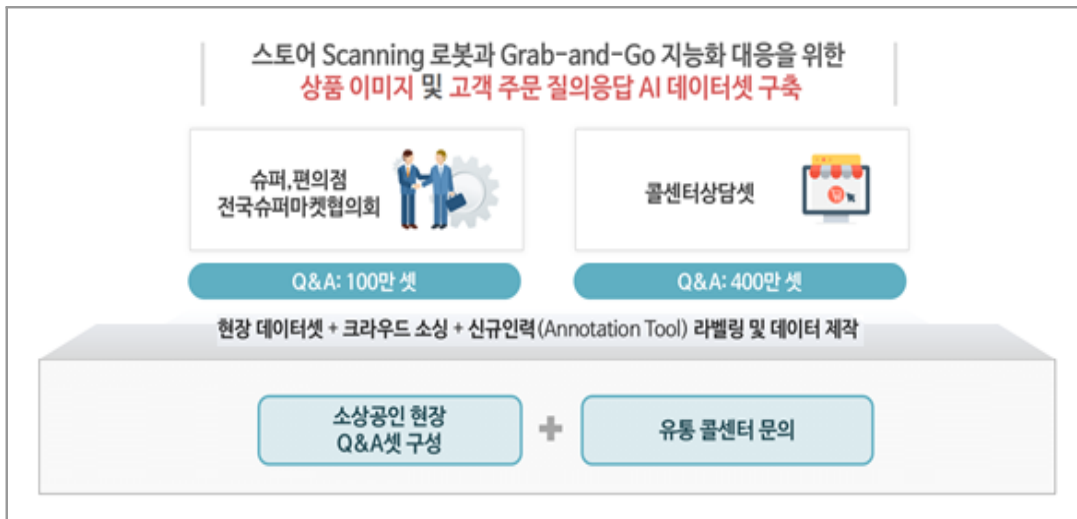 스토어 Scanning 로봇과 Grab-and-Go 지능화 대응을 위한
상품 이미지 및 고객 주문 질의응답 AI 데이터셋 구축
슈퍼,편의점
전국슈퍼마켓협의회
콜센터상담셋
Q&A: 100만 셋
Q&A: 400만 셋
현장 데이터셋 + 크라우드 소싱 + 신규인력(Annotation Tool) 라벨링 및 데이터 제작
소상공인 현장
Q&A셋 구성
유통 콜센터 문의